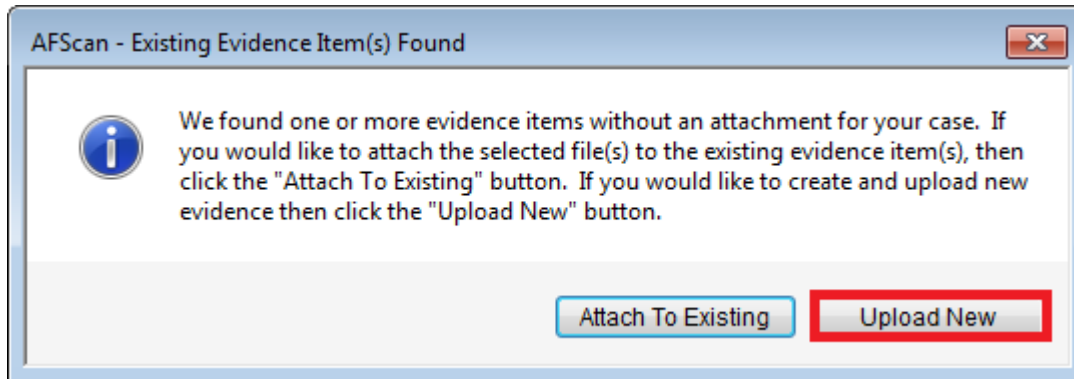 AFScan - Existing Evidence Item(s) Found
We found one or more evidence items without an attachment for your case.  If
you would like to attach the selected file(s) to the existing evidence item(s), then
click the "Attach To Existing" button.  If you would like to create and upload new
evidence then click the "Upload New" button.
Attach To Existing
Upload New